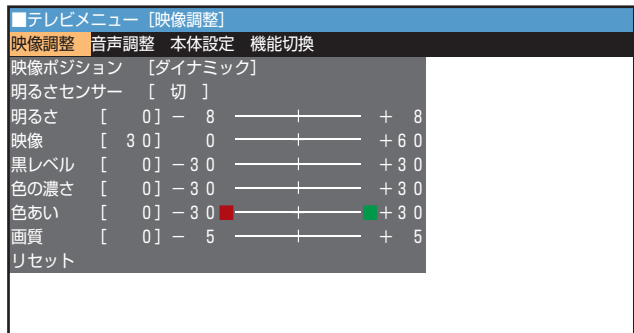 ■テレビメニュー［映像調整］
映像調整 音声調整 本体設定 機能切換
映像ポジション ［ダイナミック］
明るさセンサー ［ 切 ］
明るさ ［ 0］－ 8 ＋ 8
映像 ［ 30］ 0 ＋60
黒レベル ［ 0］－30 ＋30
色の濃さ ［ 0］－30 ＋30
色あい ［ 0］－30 ＋30
画質 ［ 0］－ 5 ＋ 5
リセット